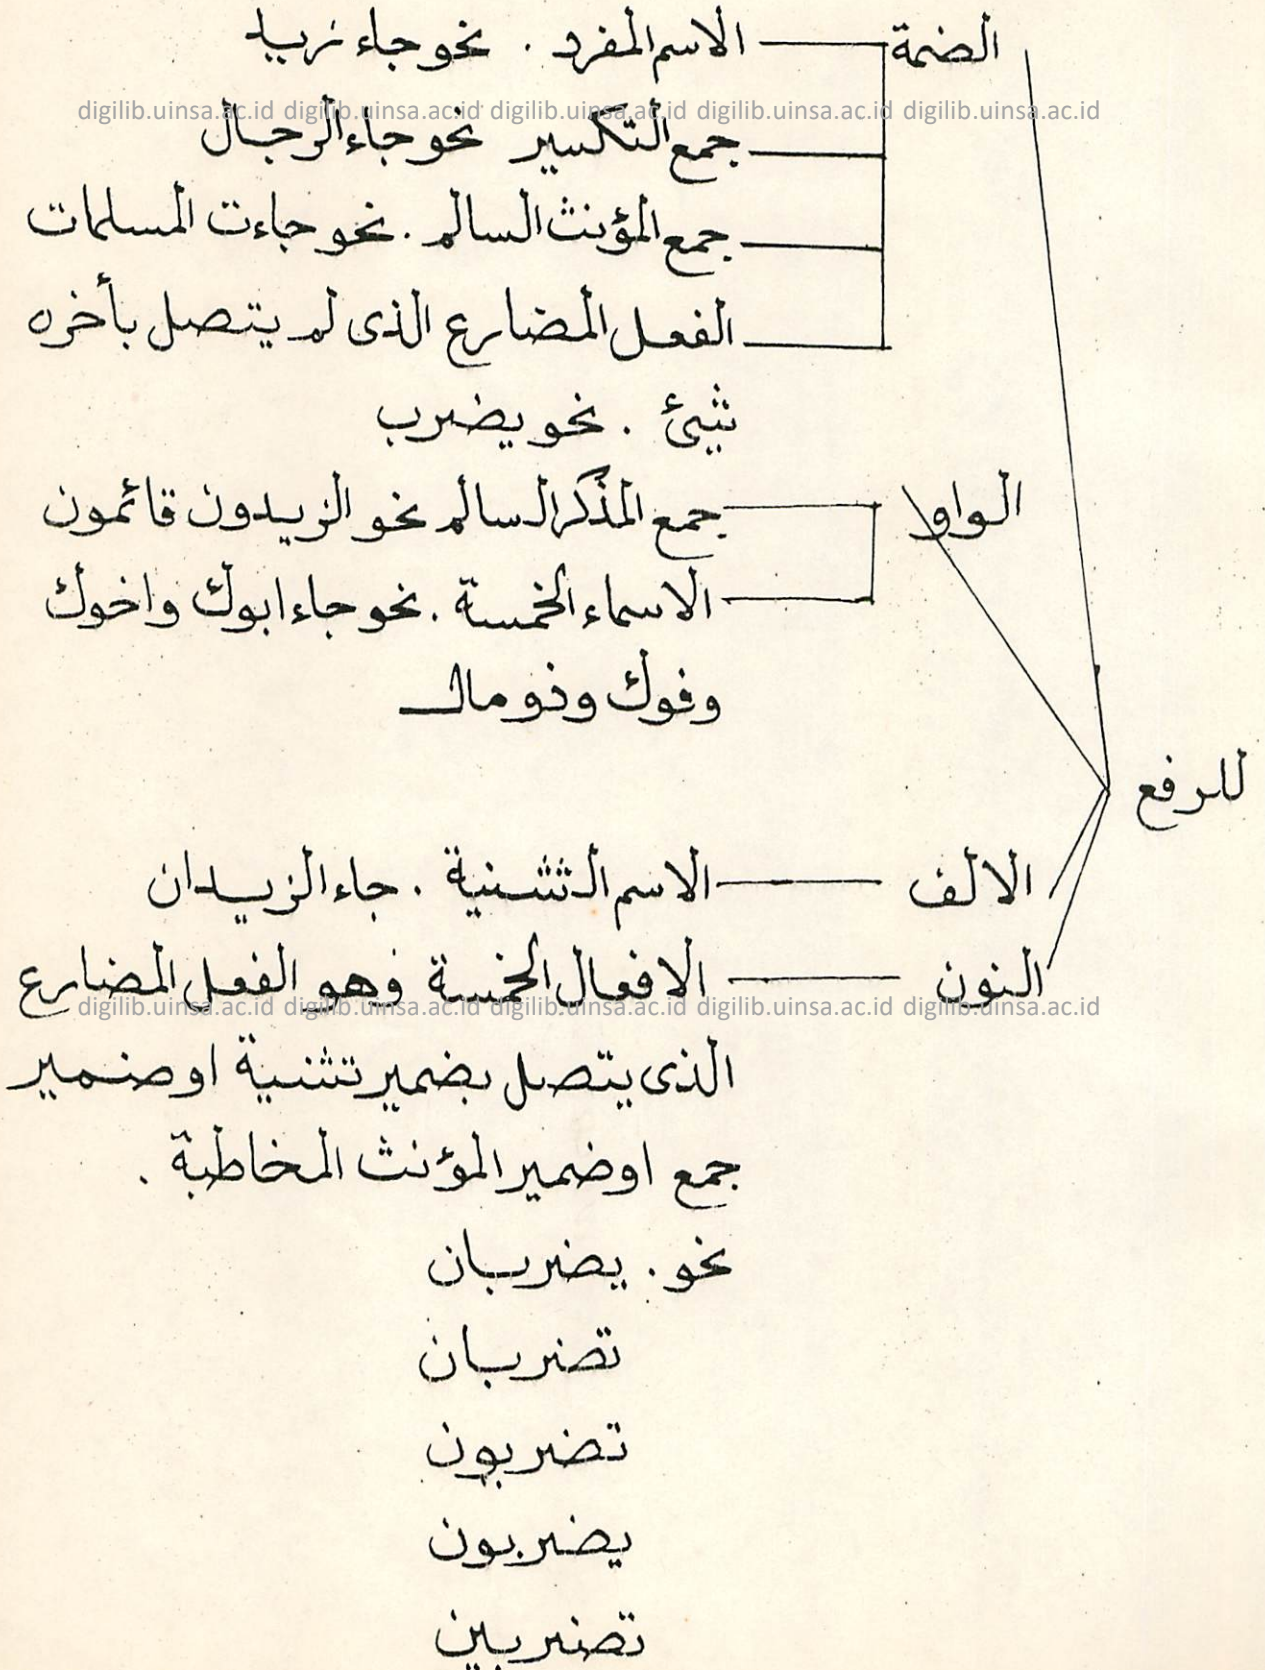 الضمة الاسم المفرد . نحو جاء زيد
digilib.uinsa.ac.id digilib.uinsa.ac.id digilib.uinsa.ac.id digilib.uinsa.ac.id digilib.uinsa.ac.id
جمع التكسير نحو جاء الرجال
جمع المؤنث السالم . نحو جاءت المسلمات
الفعل المضارع الذى لم يتصل بأخره
شيئ . نحو يضرب
الواو جمع المذكر السالم نحو الزيدون قائمون
الاسماء الخمسة . نحو جاء ابوك واخوك
وفوك وذو مال
للرفع
الالف الاسم التثنية . جاء الزيدان
النون الافعال الخمسة وهو الفعل المضارع
digilib.uinsa.ac.id digilib.uinsa.ac.id digilib.uinsa.ac.id digilib.uinsa.ac.id digilib.uinsa.ac.id
الذى يتصل بضمير تثنية او ضمير
جمع او ضمير المؤنث المخاطبة .
نحو . يضربان
تضربان
تضربون
يضربون
تضربين